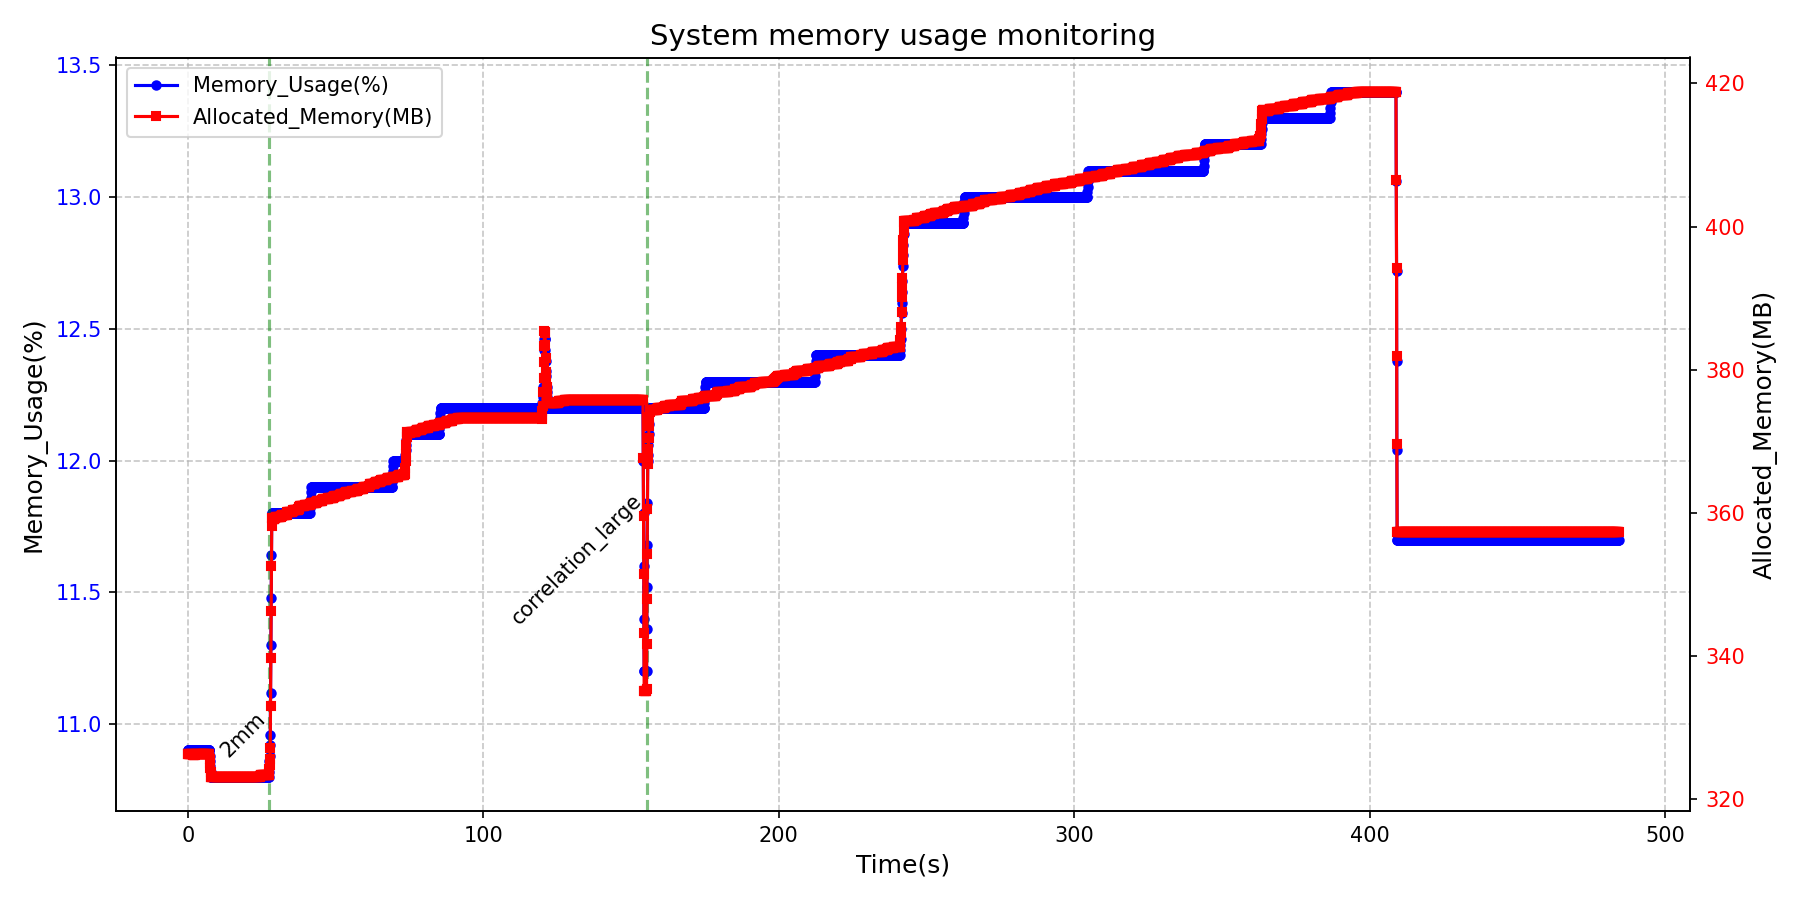 System memory usage monitoring
Memory_Usage(%)
Allocated_Memory(MB)
13.5
13.0
12.5
12.0
11.5
11.0
Memory_Usage(%)
420
400
380
360
340
320
Allocated_Memory(MB)
correlation_large
2mm
0
100
200
300
400
500
Time(s)